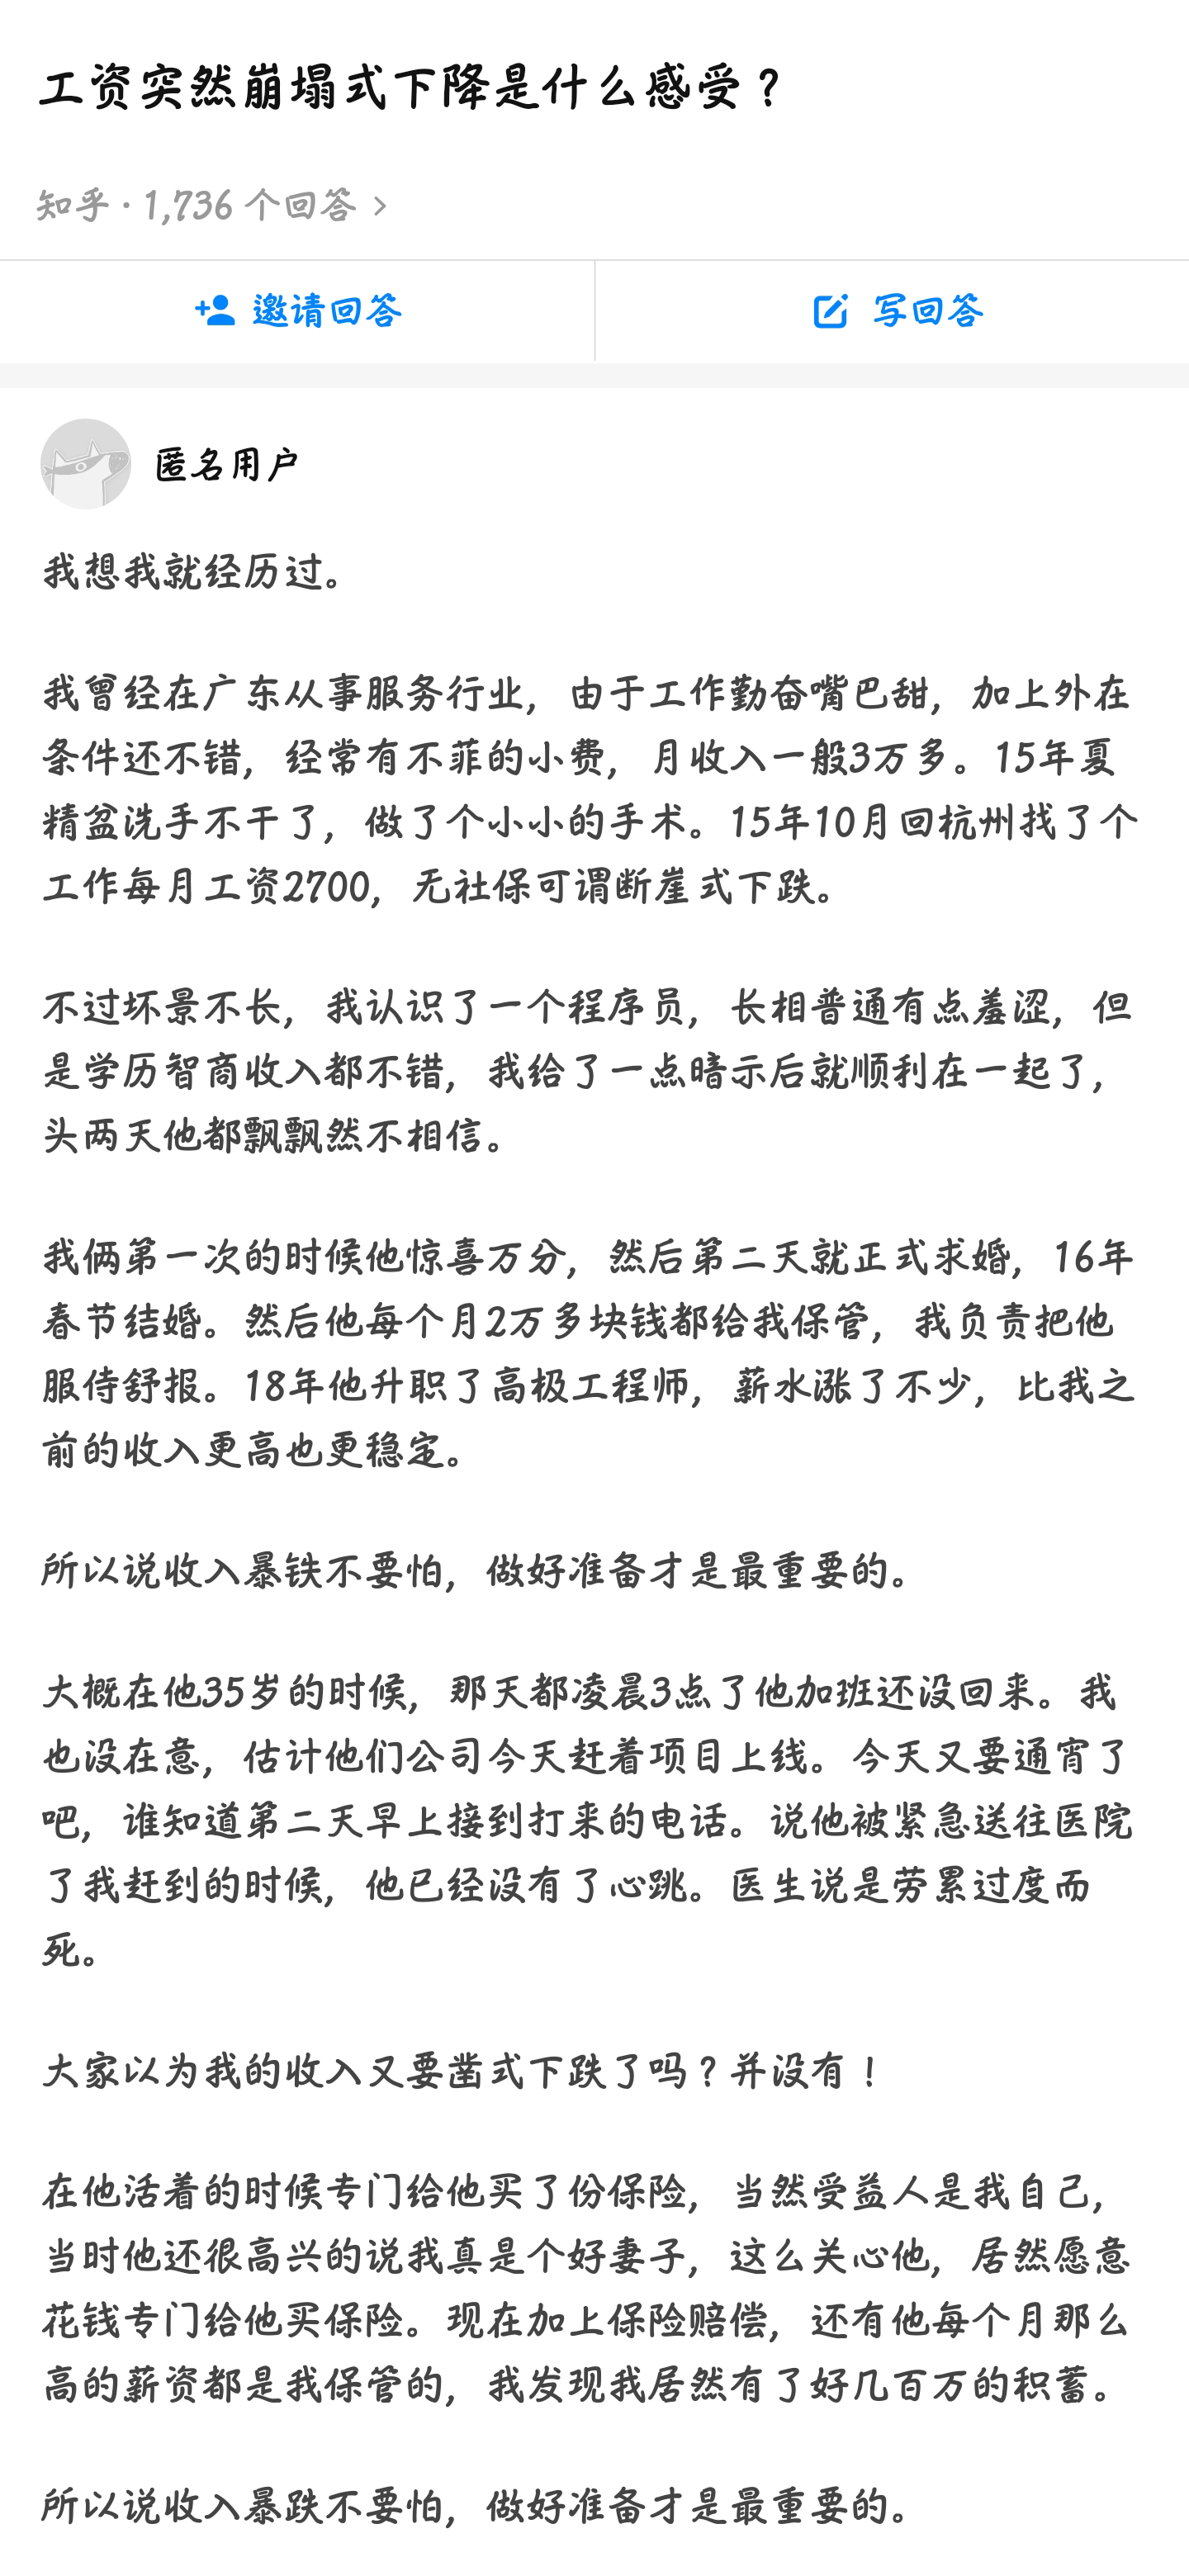 工资突然崩塌式下降是什么感受？
知乎 · 1,736 个回答 >
邀请回答
写回答
匿名用户
我想我就经历过。
我曾经在广东从事服务行业，由于工作勤奋嘴巴甜，加上外在
条件还不错，经常有不菲的小费，月收入一般3万多。15年夏
精盆洗手不干了，做了个小小的手术。15年10月回杭州找了个
工作每月工资2700，无社保可谓断崖式下跌。
不过坏景不长，我认识了一个程序员，长相普通有点羞涩，但
是学历智商收入都不错，我给了一点暗示后就顺利在一起了，
头两天他都飘飘然不相信。
我俩第一次的时候他惊喜万分，然后第二天就正式求婚，16年
春节结婚。然后他每个月2万多块钱都给我保管，我负责把他
服侍舒报。18年他升职了高极工程师，薪水涨了不少，比我之
前的收入更高也更稳定。
所以说收入暴铁不要怕，做好准备才是最重要的。
大概在他35岁的时候，那天都凌晨3点了他加班还没回来。我
也没在意，估计他们公司今天赶着项目上线。今天又要通宵了
吧，谁知道第二天早上接到打来的电话。说他被紧急送往医院
了我赶到的时候，他已经没有了心跳。医生说是劳累过度而
死。
大家以为我的收入又要凿式下跌了吗？并没有！
在他活着的时候专门给他买了份保险，当然受益人是我自己，
当时他还很高兴的说我真是个好妻子，这么关心他，居然愿意
花钱专门给他买保险。现在加上保险赔偿，还有他每个月那么
高的薪资都是我保管的，我发现我居然有了好几百万的积蓄。
所以说收入暴跌不要怕，做好准备才是最重要的。